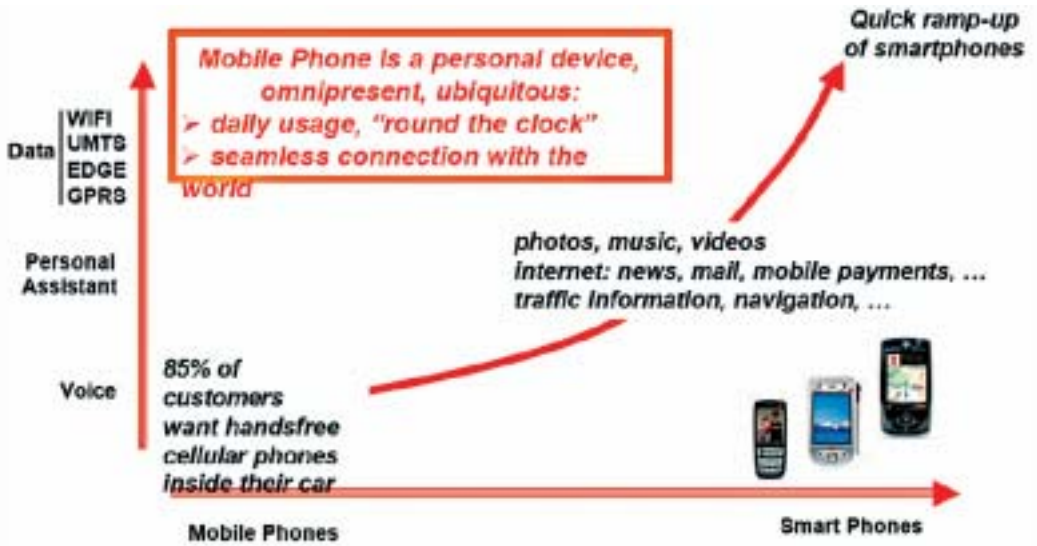 Quick ramp-up
of smartphones
Mobile Phone is a personal device,
omnipresent, ubiquitous:
➢ daily usage, "round the clock"
➢ seamless connection with the
world
Data
WIFI
UMTS
EDGE
GPRS
photos, music, videos
internet: news, mail, mobile payments, ...
traffic information, navigation, ...
Personal
Assistant
Voice
85% of
customers
want handsfree
cellular phones
inside their car
Mobile Phones
Smart Phones